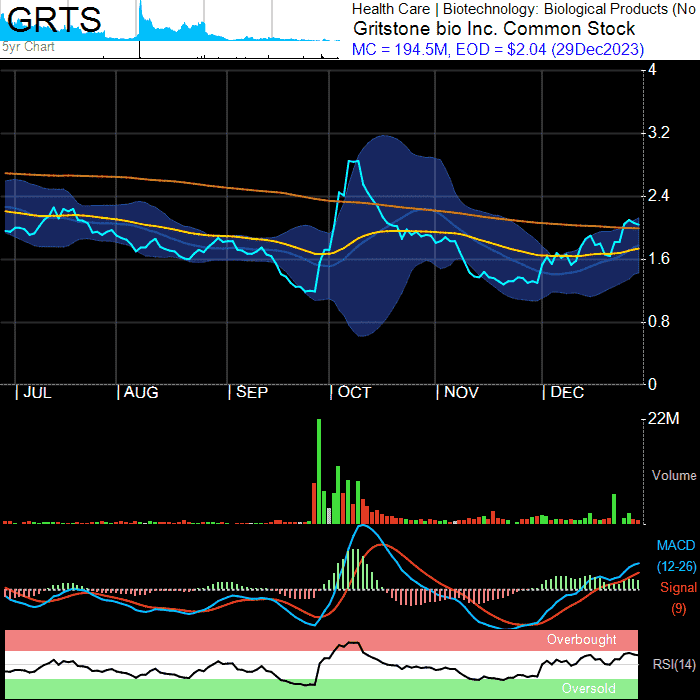 GRTS
5yr Chart
Health Care | Biotechnology: Biological Products (No
Gritstone bio Inc. Common Stock
MC = 194.5M, EOD = $2.04 (29Dec2023)
4
3.2
2.4
1.6
0.8
0
| JUL | AUG | SEP | OCT | NOV | DEC
22M
Volume
MACD
(12-26)
Signal
(9)
Overbought
RSI(14)
Oversold